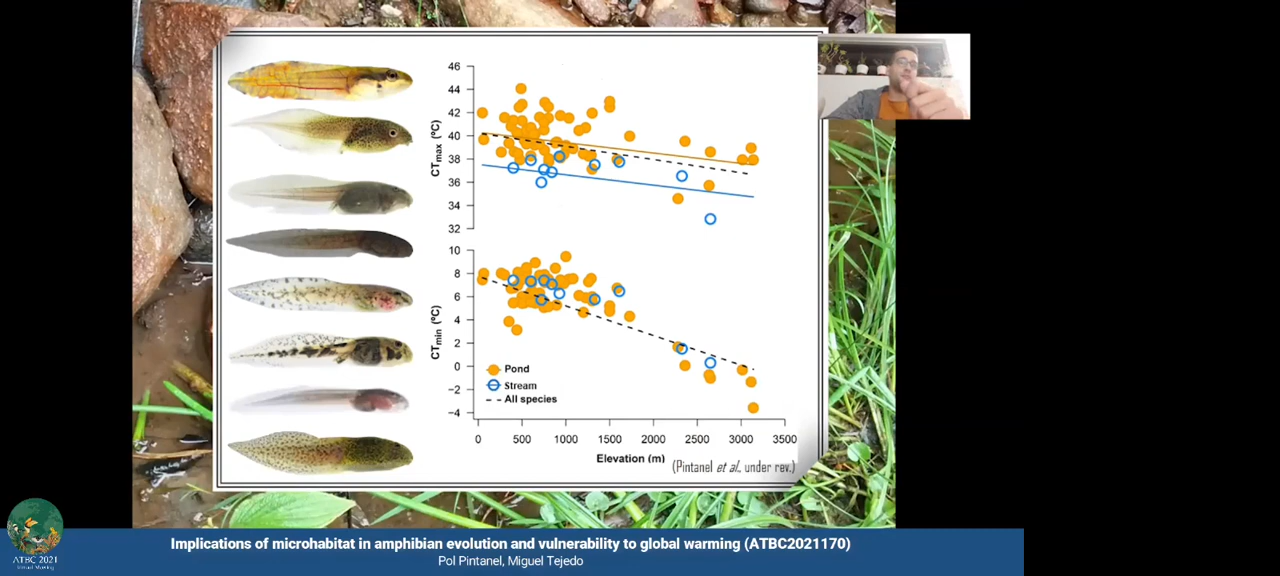 46
44
42
40
38
36
34
32
CTmax (ºC)
10
8
6
4
2
0
−2
−4
CTmin (ºC)
Pond
Stream
All species
0 500 1000 1500 2000 2500 3000 3500
Elevation (m)
(Pintanel et al., under rev.)
ATBC 2021
Implications of microhabitat in amphibian evolution and vulnerability to global warming (ATBC2021170)
Pol Pintanel, Miguel Tejedo